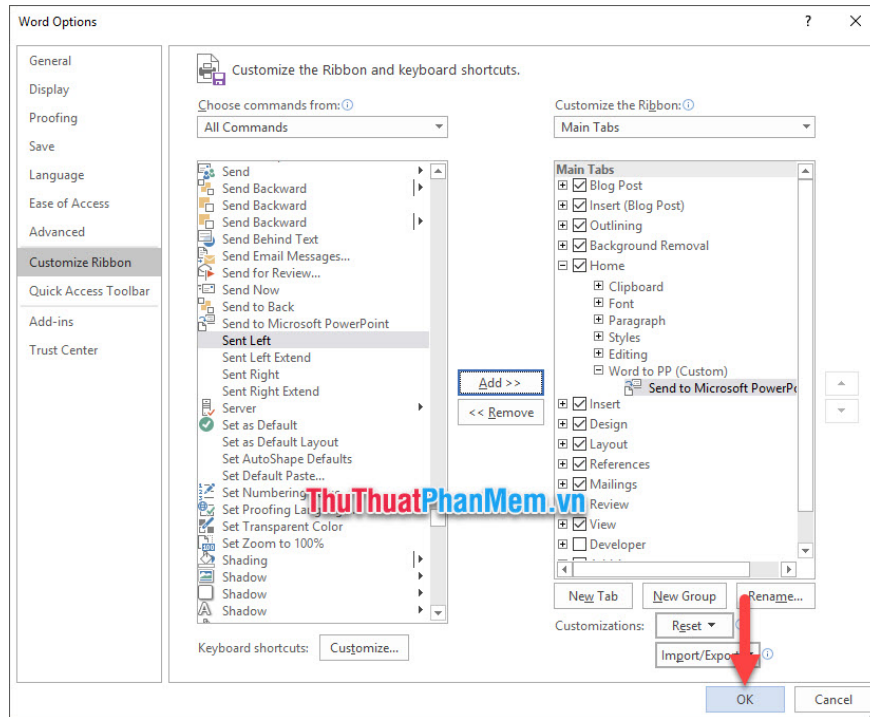 Word Options
?
General
Display
Proofing
Save
Language
Ease of Access
Advanced
Customize Ribbon
Quick Access Toolbar
Add-ins
Trust Center
Customize the Ribbon and keyboard shortcuts.
Choose commands from:
All Commands
Send
Send Backward
Send Backward
Send Backward
Send Behind Text
Send Email Messages...
Send for Review...
Send Now
Send to Back
Send to Microsoft PowerPoint
Sent Left
Sent Left Extend
Sent Right
Sent Right Extend
Server
Set as Default
Set as Default Layout
Set AutoShape Defaults
Set Default Paste...
Set Numbering
Set Proofing
Set Transparent Color
Set Zoom to 100%
Shading
Shadow
Shadow
Shadow
Keyboard shortcuts: Customize...
Add >>
<< Remove
Customize the Ribbon:
Main Tabs
Main Tabs
Blog Post
Insert (Blog Post)
Outlining
Background Removal
Home
Clipboard
Font
Paragraph
Styles
Editing
Word to PP (Custom)
Send to Microsoft PowerPo
Insert
Design
Layout
References
Mailings
Review
View
Developer
ThuThuatPhanMem.vn
New Tab New Group Rename...
Customizations: Reset
Import/Export
OK Cancel